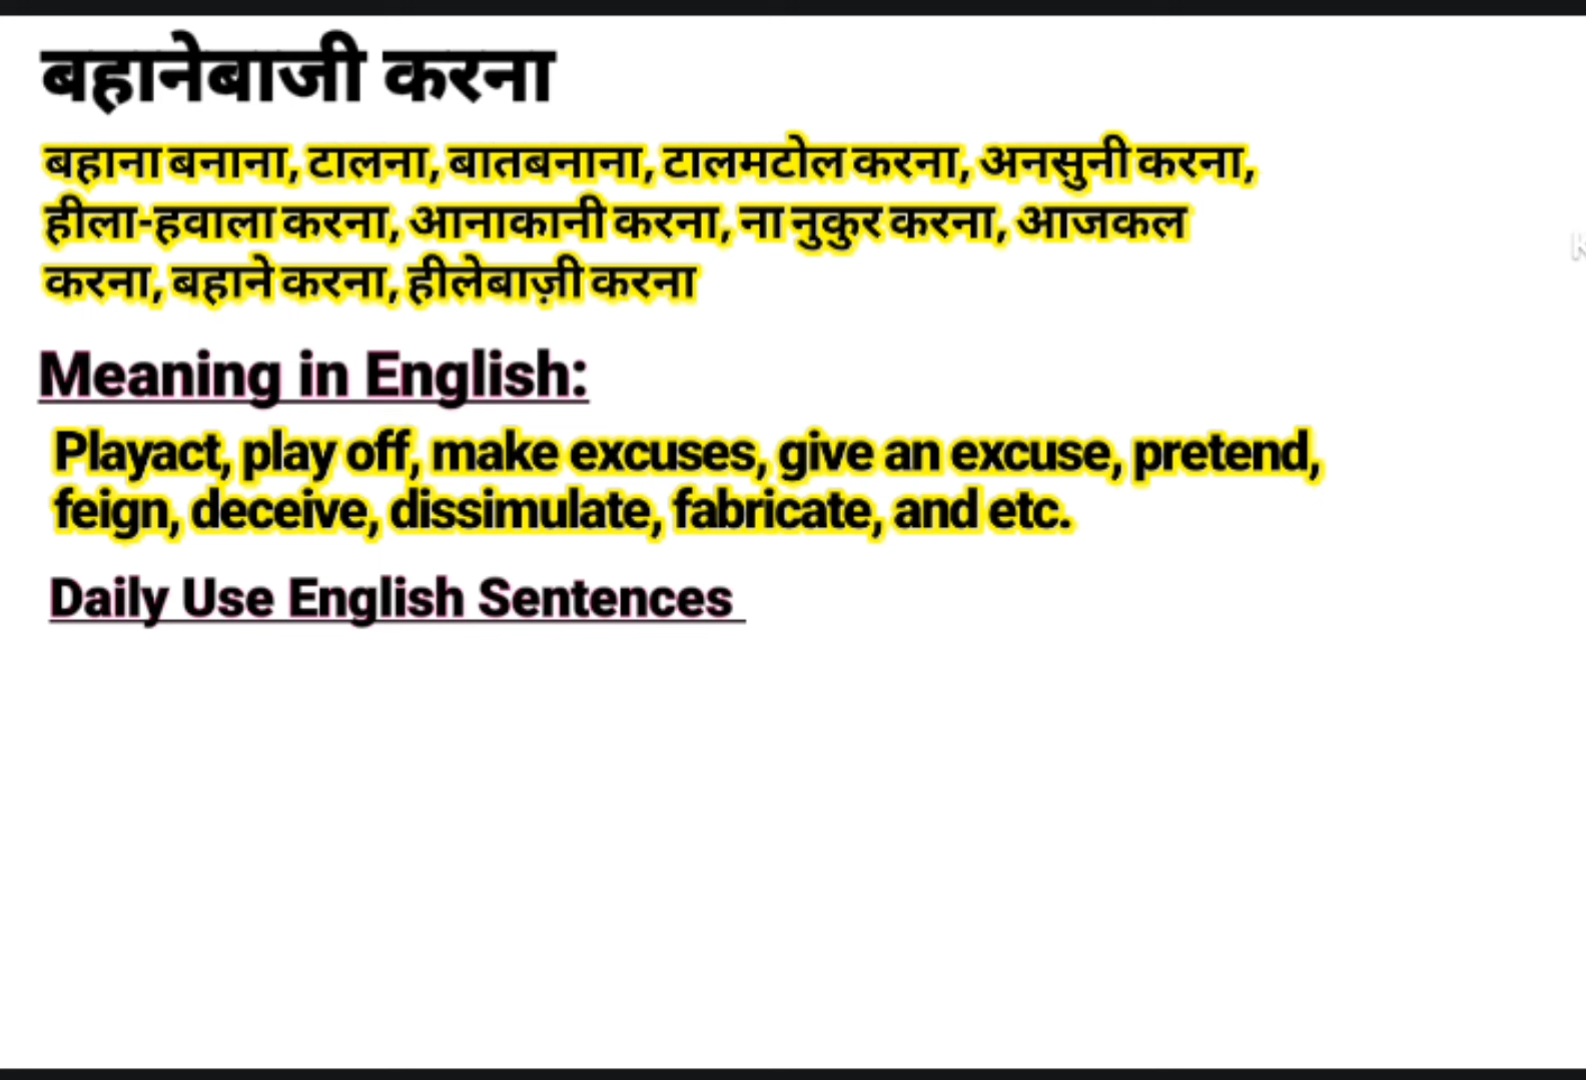 बहानेबाजी करना
बहाना बनाना, टालना, बातबनाना, टालमटोल करना, अनसुनी करना,
हीला-हवाला करना, आनाकानी करना, ना नुकुर करना, आजकल
करना, बहाने करना, हीलेबाज़ी करना
Meaning in English:
Playact, play off, make excuses, give an excuse, pretend,
feign, deceive, dissimulate, fabricate, and etc.
Daily Use English Sentences